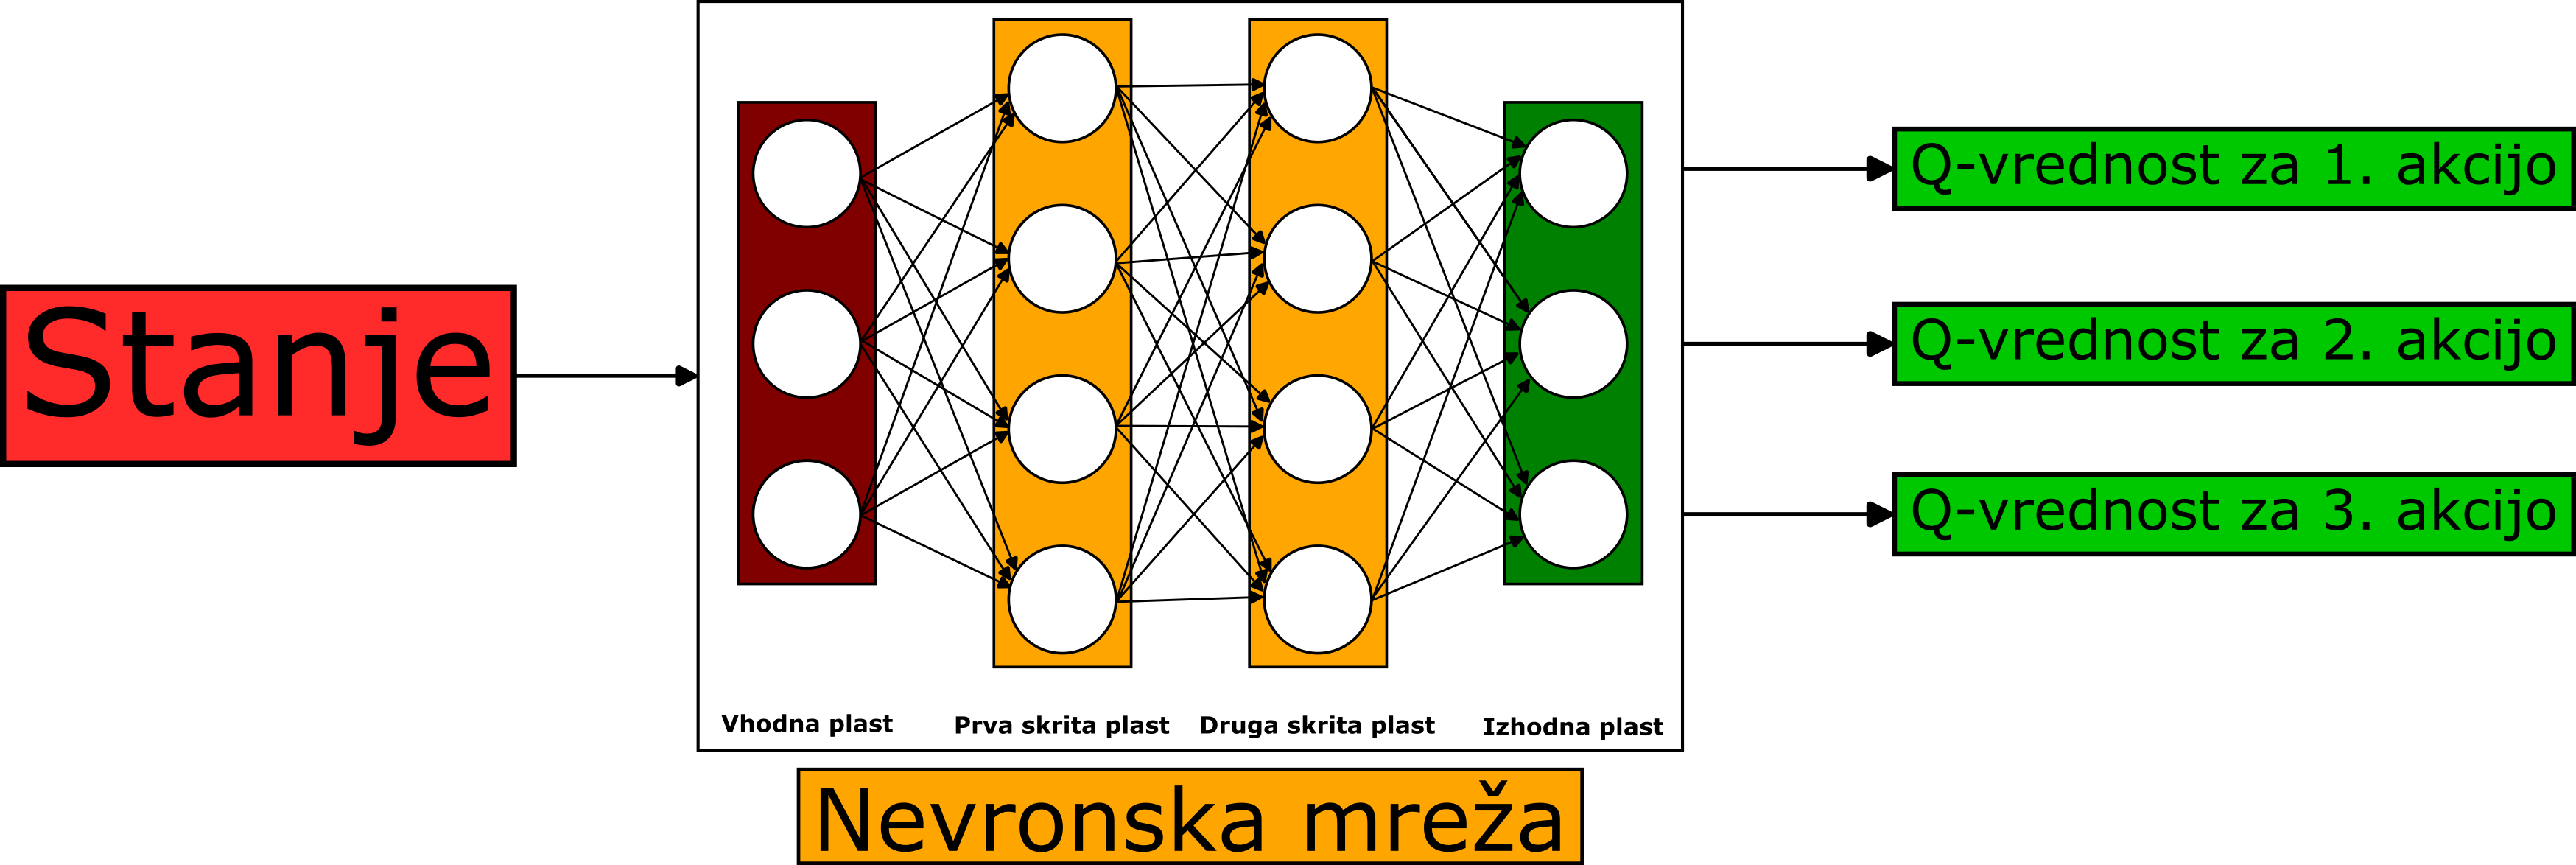 Stanje
Vhodna plast
Prva skrita plast
Druga skrita plast
Izhodna plast
Nevronska mreža
Q-vrednost za 1. akcijo
Q-vrednost za 2. akcijo
Q-vrednost za 3. akcijo